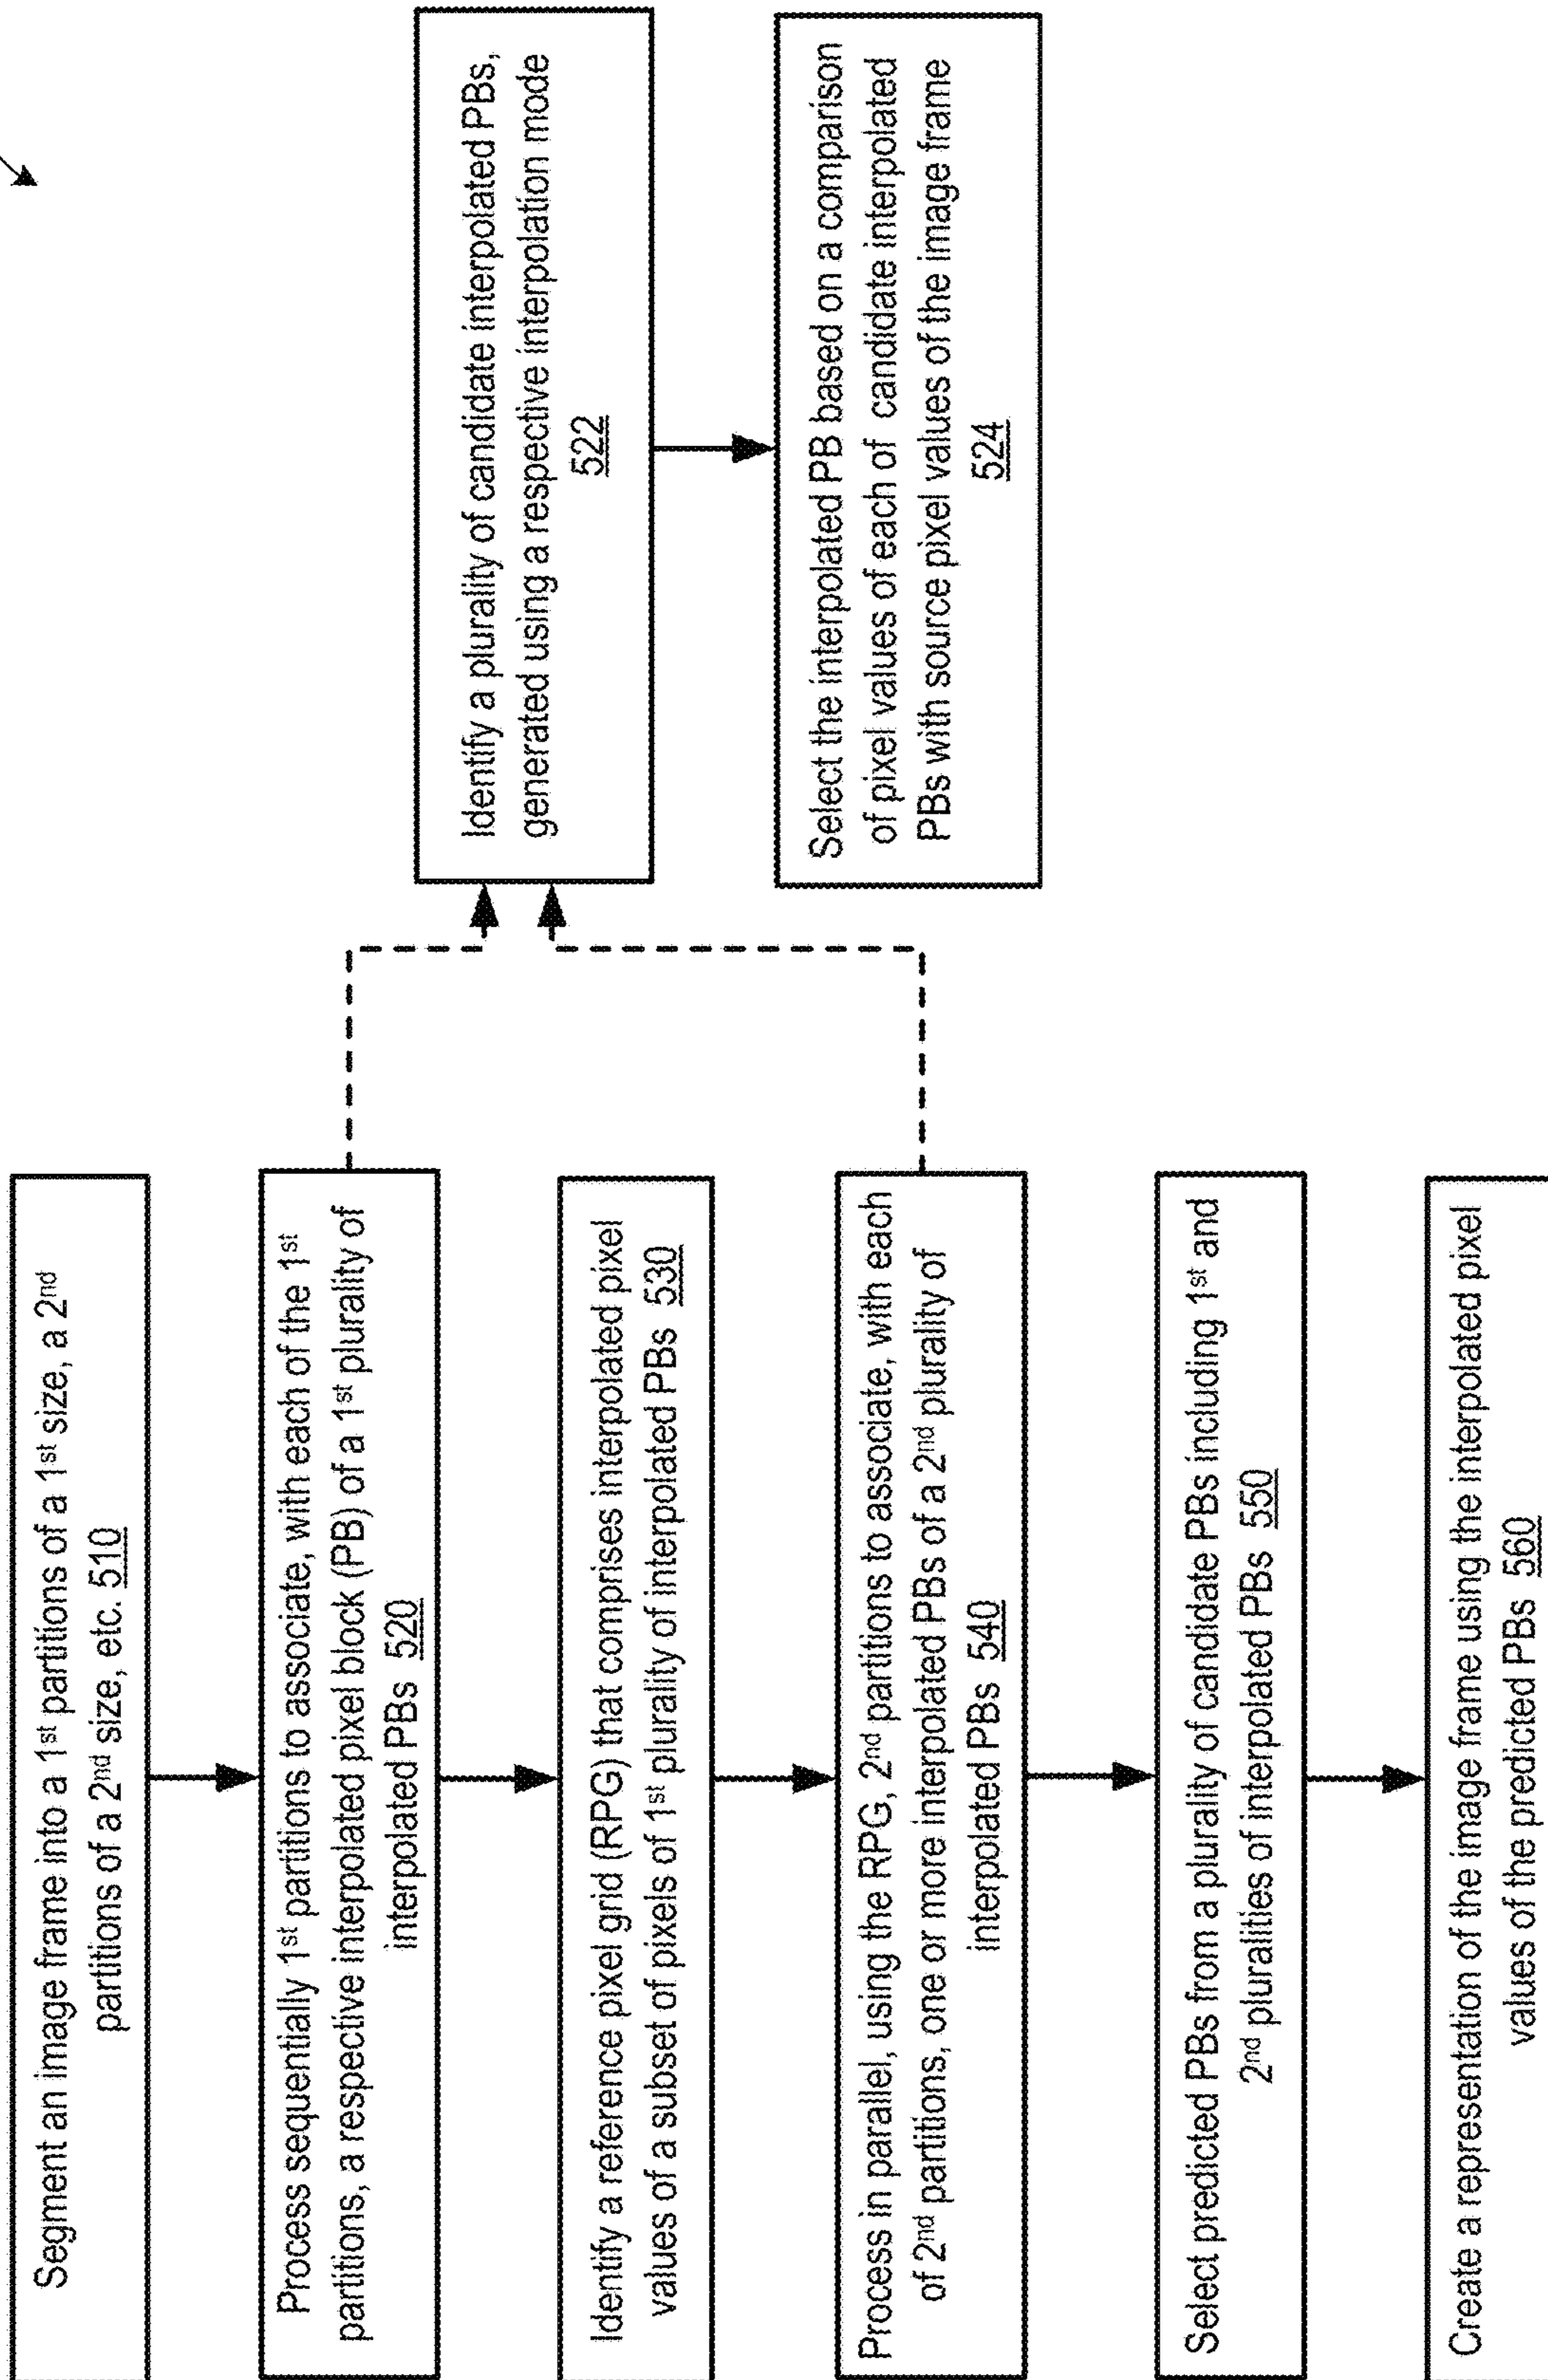 Segment an image frame into a 1st partitions of a 1st size, a 2nd
partitions of a 2nd size, etc. 510
Process sequentially 1st partitions to associate, with each of the 1st
partitions, a respective interpolated pixel block (PB) of a 1st plurality of
interpolated PBs 520
Identify a reference pixel grid (RPG) that comprises interpolated pixel
values of a subset of pixels of 1st plurality of interpolated PBs 530
Process in parallel, using the RPG, 2nd partitions to associate, with each
of 2nd partitions, one or more interpolated PBs of a 2nd plurality of
interpolated PBs 540
Select predicted PBs from a plurality of candidate PBs including 1st and
2nd pluralities of interpolated PBs 550
Create a representation of the image frame using the interpolated pixel
values of the predicted PBs 560
Identify a plurality of candidate interpolated PBs,
generated using a respective interpolation mode
522
Select the interpolated PB based on a comparison
of pixel values of each of candidate interpolated
PBs with source pixel values of the image frame
524